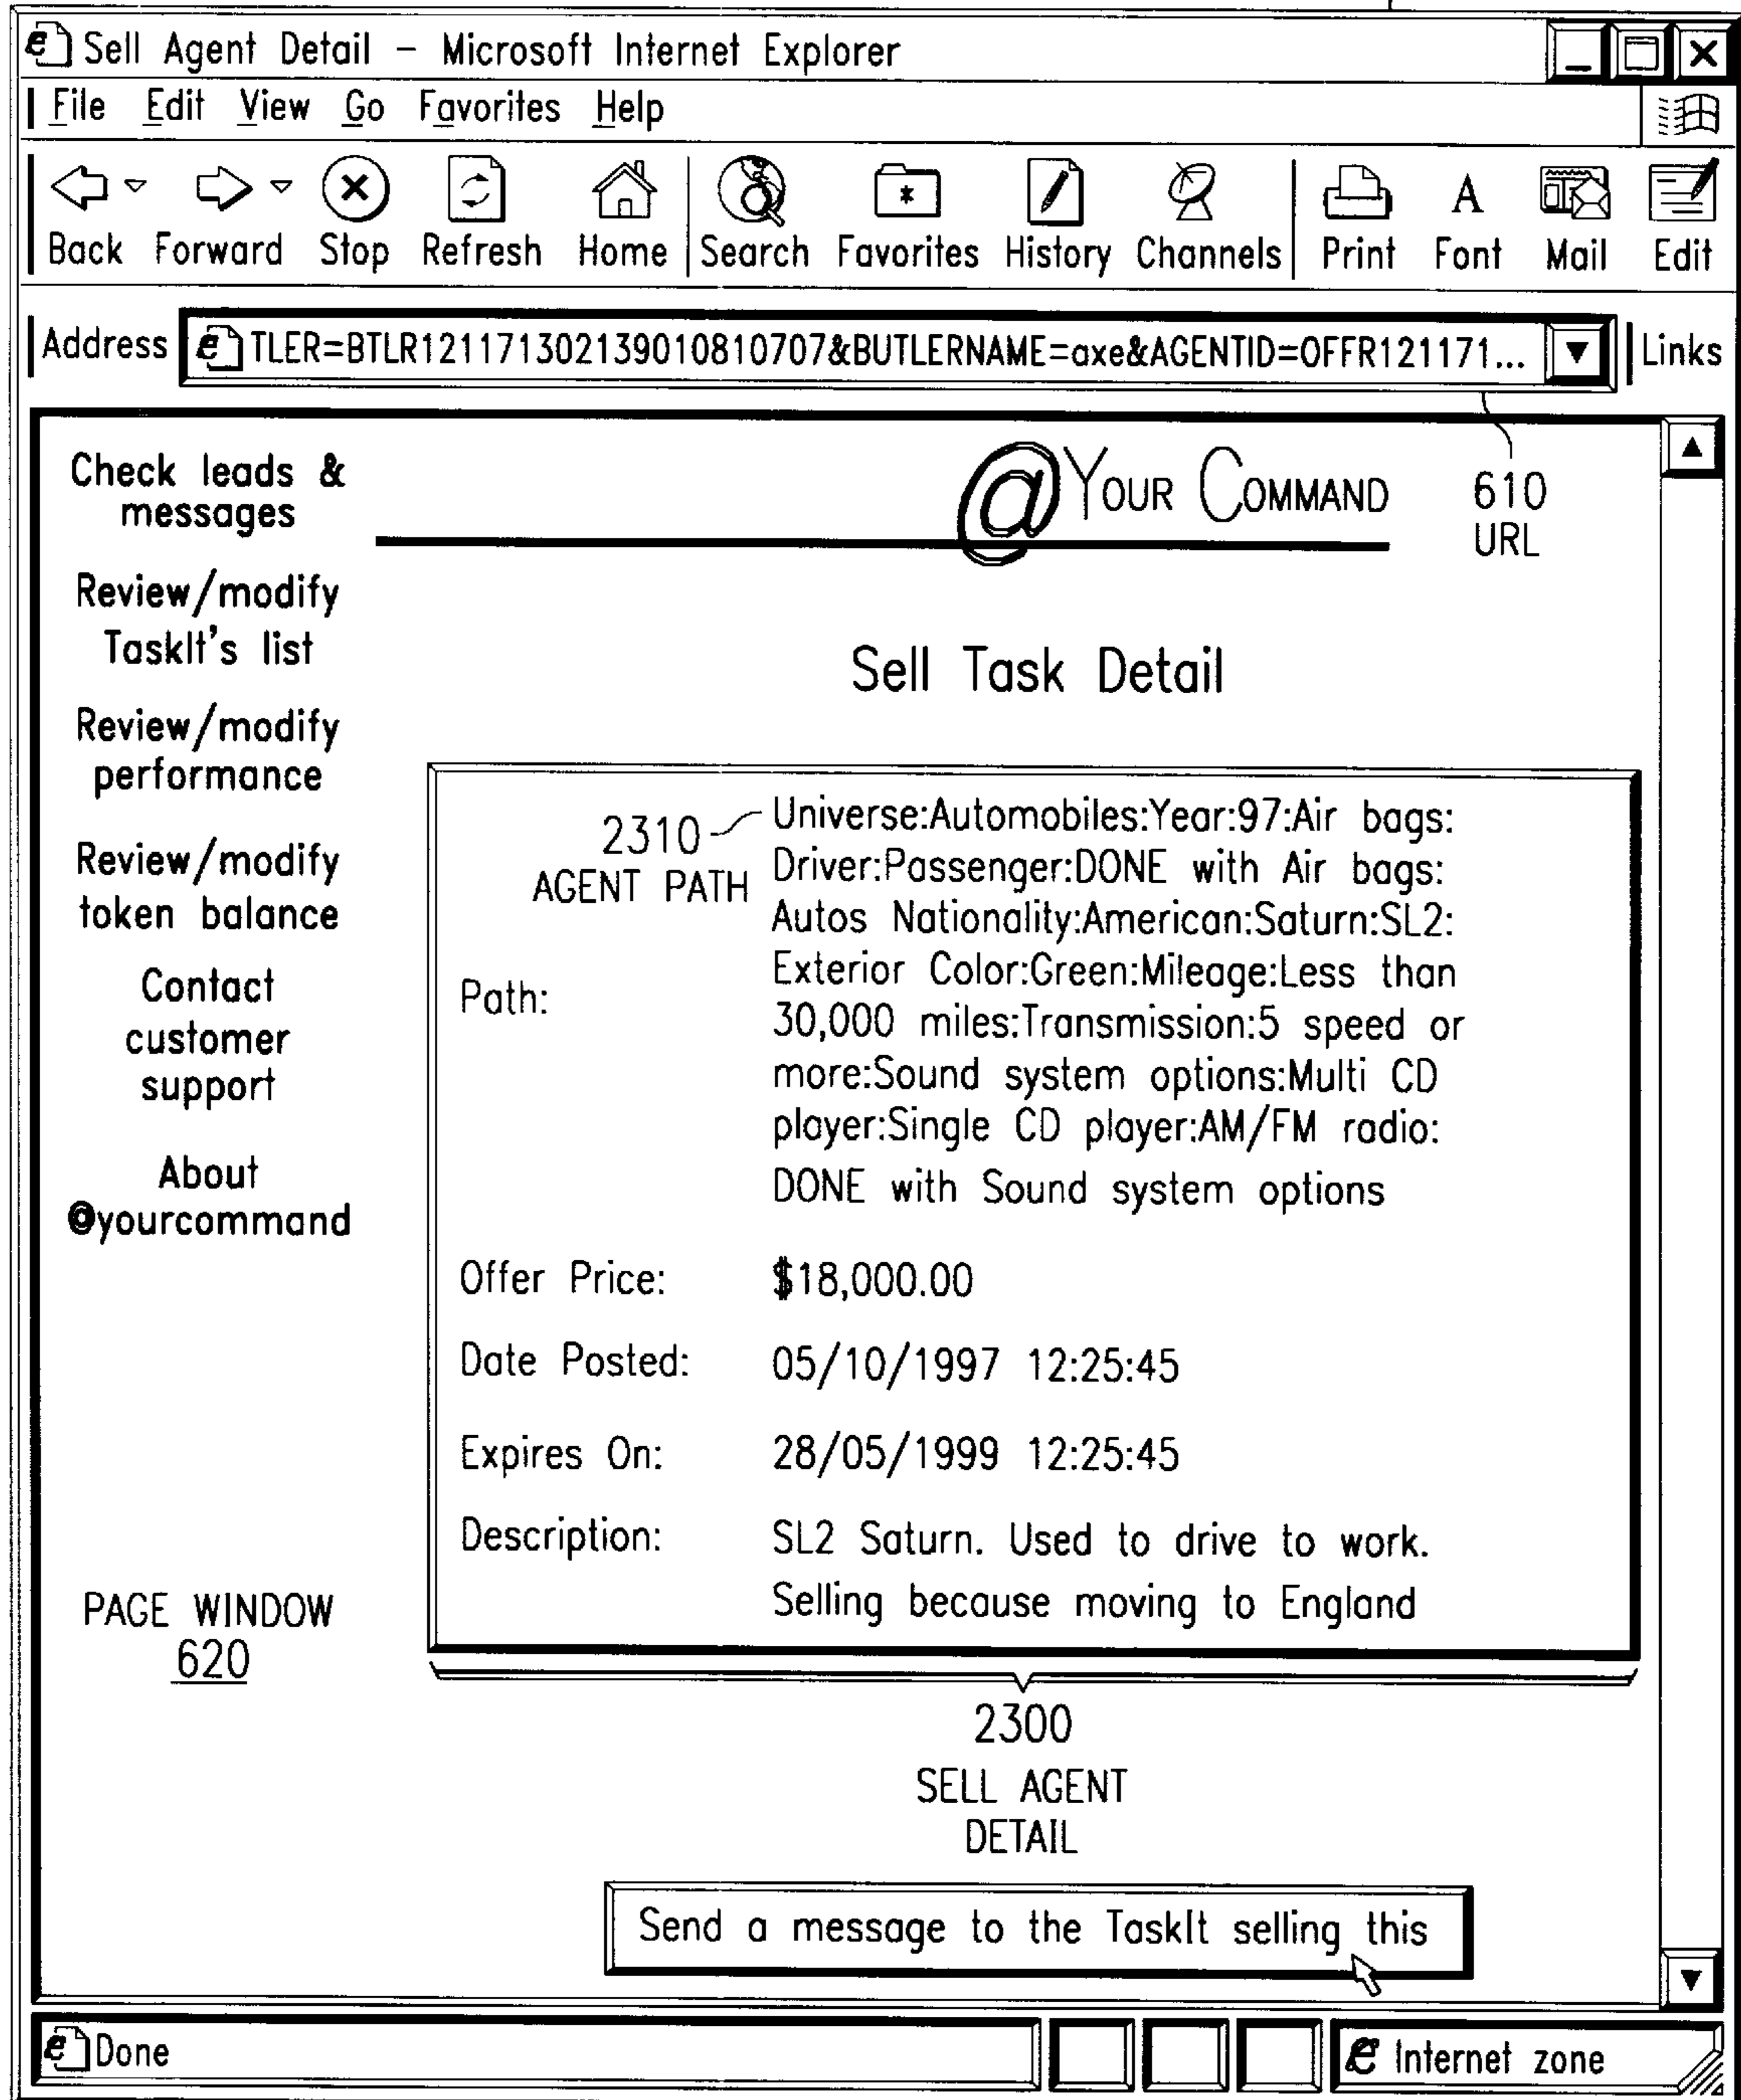 Sell Agent Detail – Microsoft Internet Explorer
File Edit View Go Favorites Help
Back Forward Stop Refresh Home Search Favorites History Channels Print Font Mail Edit
Address TLER=BTLR121171302139010810707&BUTLERNAME=axe&AGENTID=OFFR121171... Links
610
URL
@YOUR COMMAND
Check leads &
messages
Review/modify
TaskIt's list
Review/modify
performance
Review/modify
token balance
Contact
customer
support
About
@yourcommand
PAGE WINDOW
620
Sell Task Detail
2310
AGENT PATH
Path:
Universe:Automobiles:Year:97:Air bags:
Driver:Passenger:DONE with Air bags:
Autos Nationality:American:Saturn:SL2:
Exterior Color:Green:Mileage:Less than
30,000 miles:Transmission:5 speed or
more:Sound system options:Multi CD
player:Single CD player:AM/FM radio:
DONE with Sound system options
Offer Price: $18,000.00
Date Posted: 05/10/1997 12:25:45
Expires On: 28/05/1999 12:25:45
Description: SL2 Saturn. Used to drive to work.
Selling because moving to England
2300
SELL AGENT
DETAIL
Send a message to the TaskIt selling this
Done
Internet zone